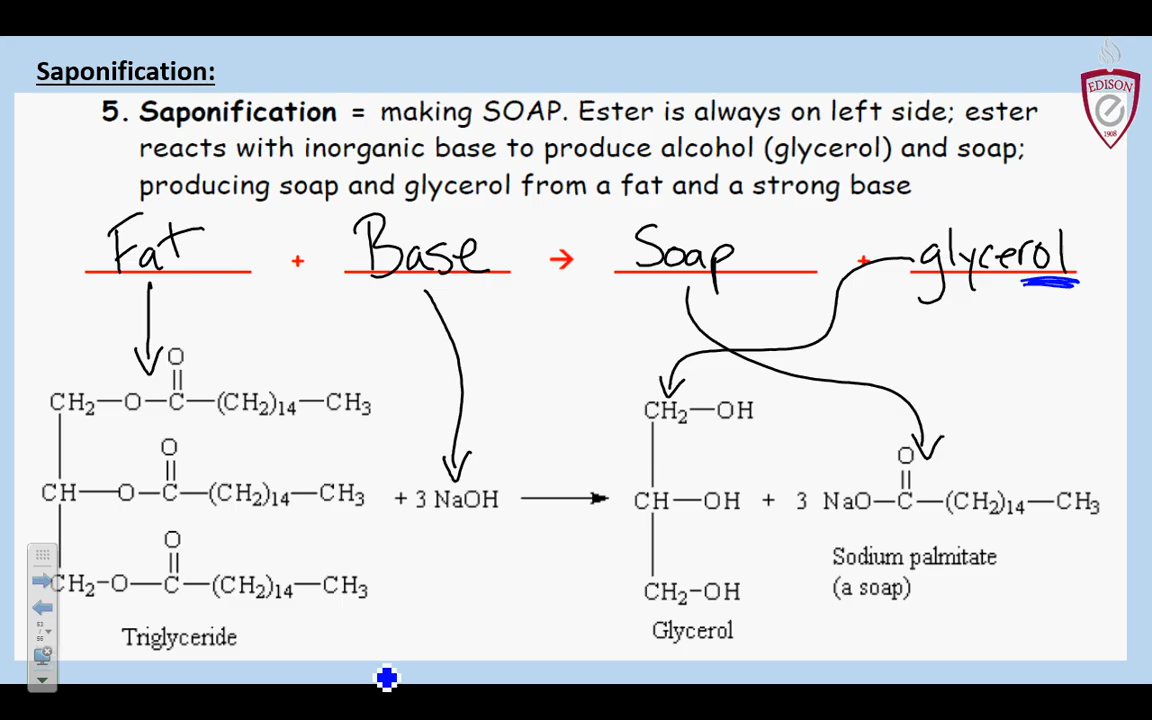 Saponification:
EDISON
e
1908
5. Saponification = making SOAP. Ester is always on left side; ester
reacts with inorganic base to produce alcohol (glycerol) and soap;
producing soap and glycerol from a fat and a strong base
Fat + Base → Soap + glycerol
O
||
CH₂—O—C—(CH₂)₁₄—CH₃
O
||
CH—O—C—(CH₂)₁₄—CH₃ + 3 NaOH
O
||
CH₂–O—C—(CH₂)₁₄—CH₃
Triglyceride
CH₂—OH
CH—OH
CH₂–OH
Glycerol
+ 3
O
||
NaO—C—(CH₂)₁₄—CH₃
Sodium palmitate
(a soap)